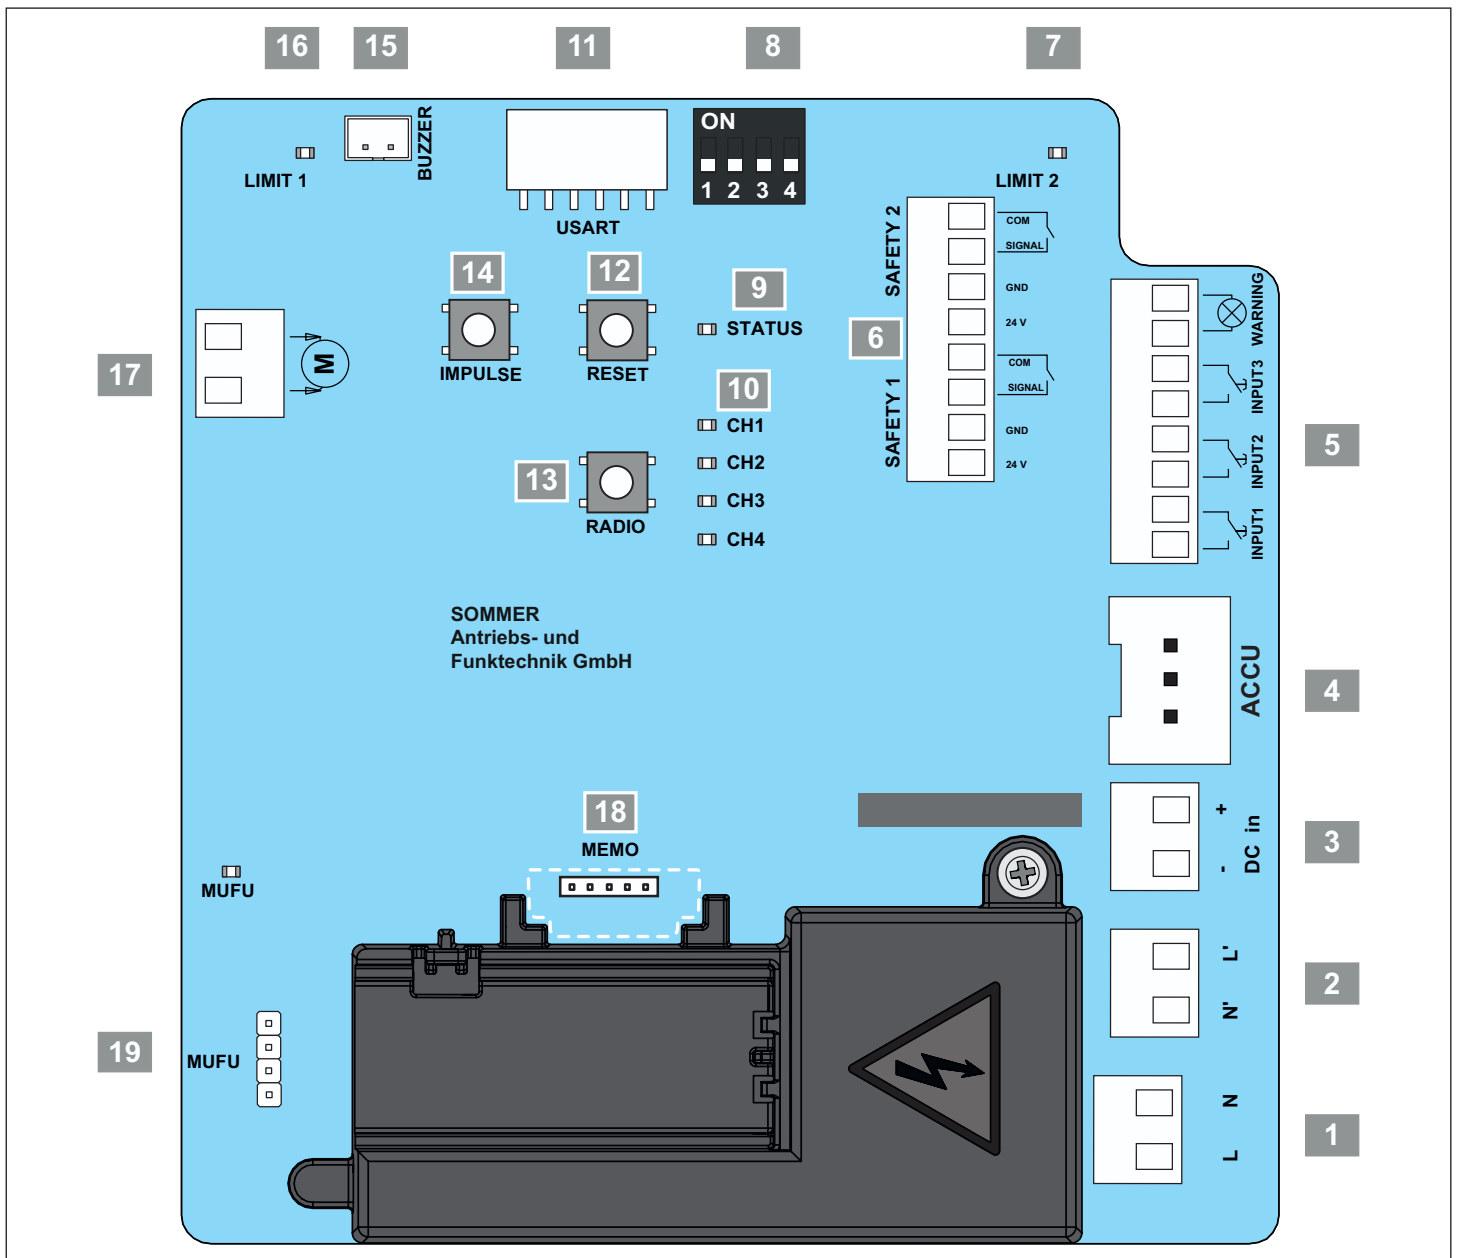 16
15
11
8
7
LIMIT 1
BUZZER
USART
ON
1 2 3 4
LIMIT 2
SAFETY 2
COM
SIGNAL
GND
24 V
6
SAFETY 1
COM
SIGNAL
GND
24 V
WARNING
INPUT3
INPUT2
INPUT1
5
14
IMPULSE
12
RESET
9
STATUS
17
M
10
CH1
CH2
CH3
CH4
13
RADIO
SOMMER
Antriebs- und
Funktechnik GmbH
ACCU
4
18
MEMO
+
-
DC in
3
MUFU
L'
N'
2
19
MUFU
N
L
1